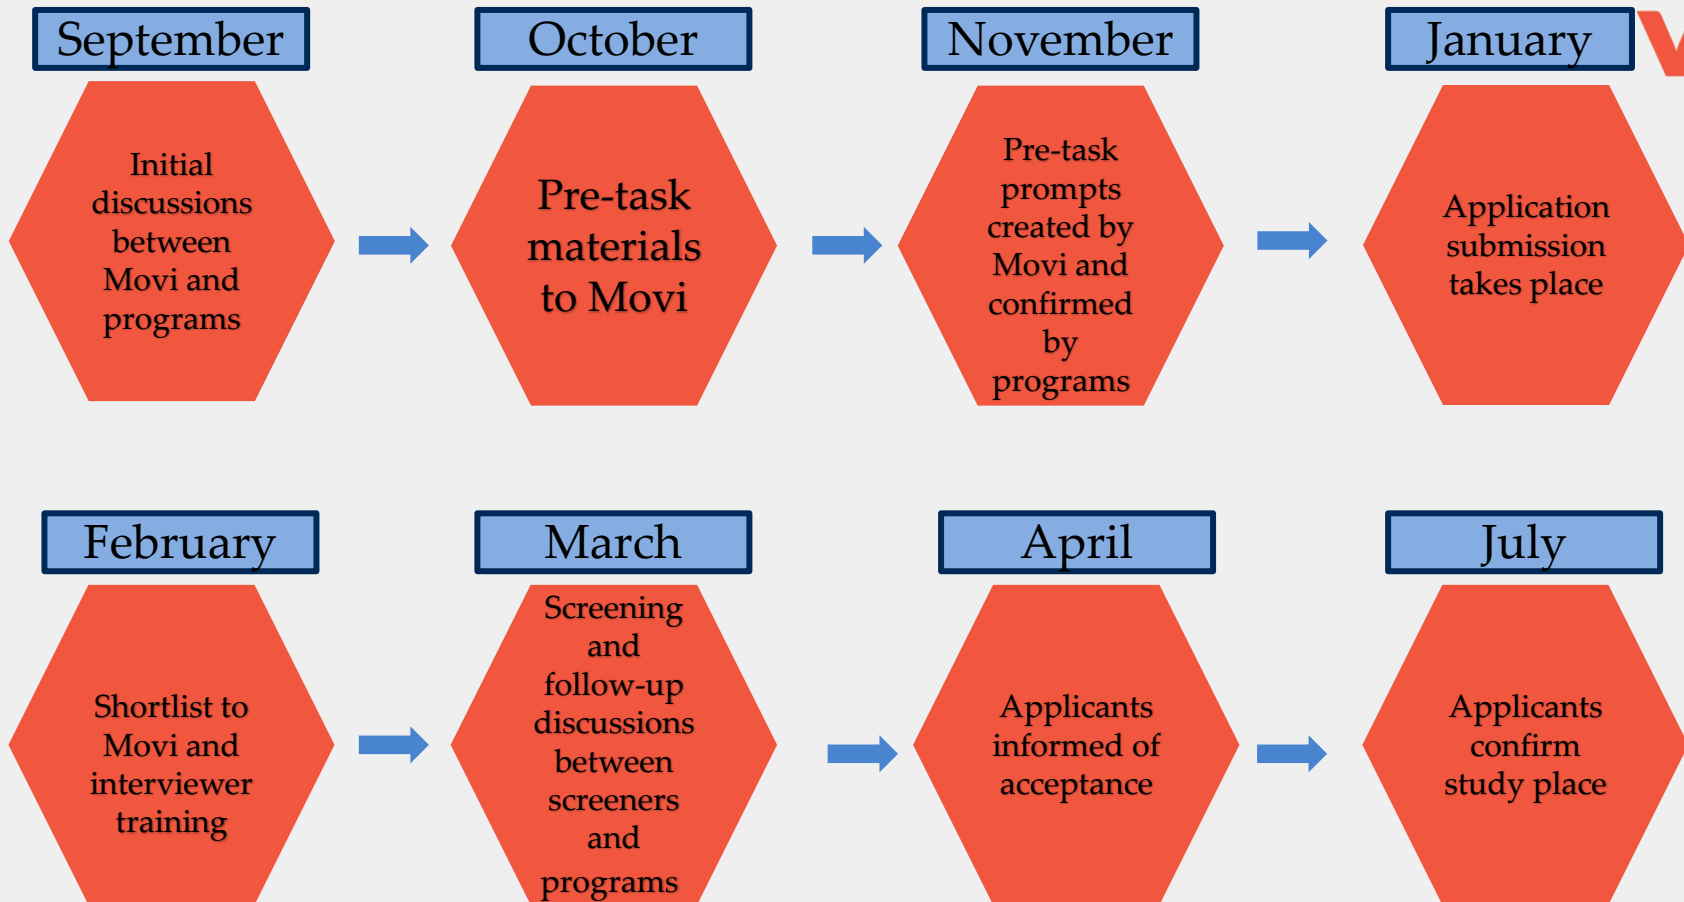 September
October
November
January
Initial
discussions
between
Movi and
programs
Pre-task
materials
to Movi
Pre-task
prompts
created by
Movi and
confirmed
by
programs
Application
submission
takes place
February
March
April
July
Shortlist to
Movi and
interviewer
training
Screening
and
follow-up
discussions
between
screeners
and
programs
Applicants
informed of
acceptance
Applicants
confirm
study place